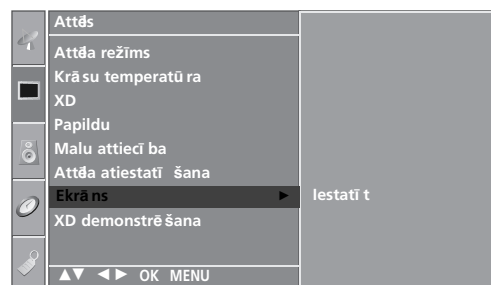 Attēls
Attēla režīms
Krāsu temperatūra
XD
Papildu
Malu attiecība
Attēla atiestatīšana
Ekrāns ► Iestatīt
XD demonstrēšana
▲▼ ◄► OK MENU